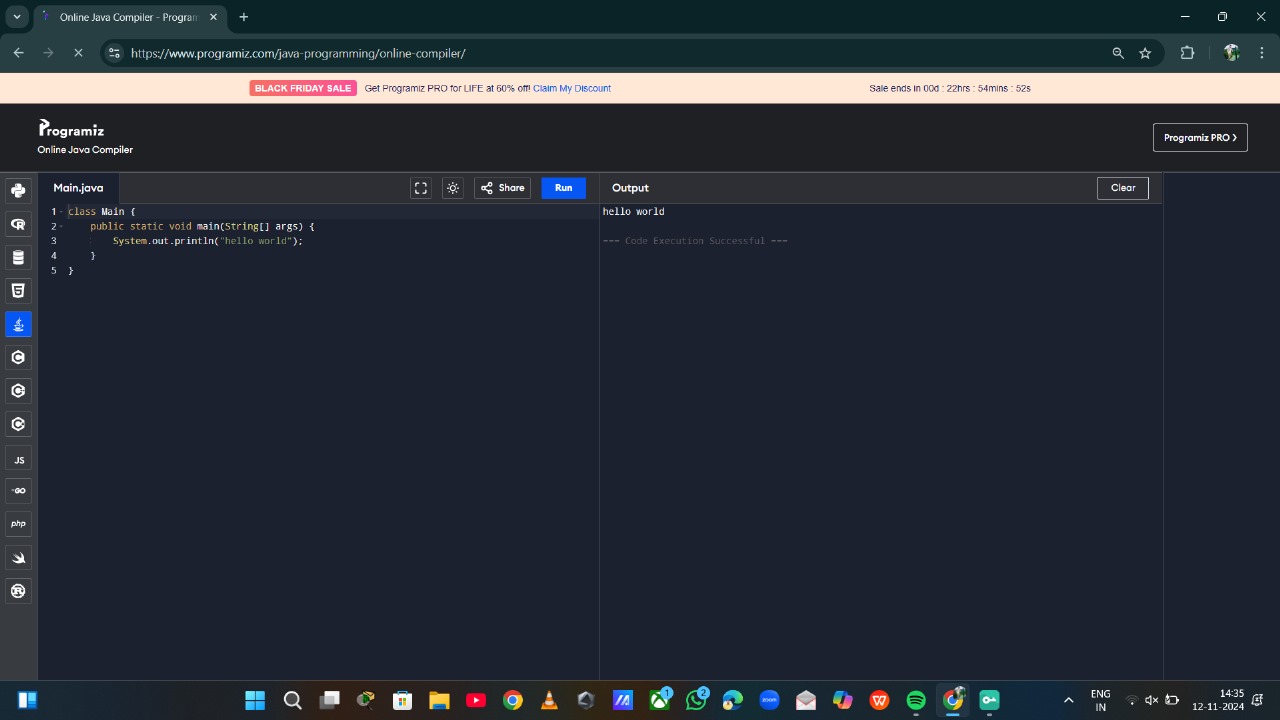 Online Java Compiler - Program
https://www.programiz.com/java-programming/online-compiler/
BLACK FRIDAY SALE Get Programiz PRO for LIFE at 60% off! Claim My Discount Sale ends in 00d : 22hrs : 54mins : 52s
Programiz
Online Java Compiler
Programiz PRO >
Main.java Share Run Output Clear
1 class Main {
2 public static void main(String[] args) {
3 System.out.println("hello world");
4 }
5 }
hello world
=== Code Execution Successful ===
R
5
C
C
C
JS
GO
php
zoom
W
1
2
ENG
IN
14:35
12-11-2024